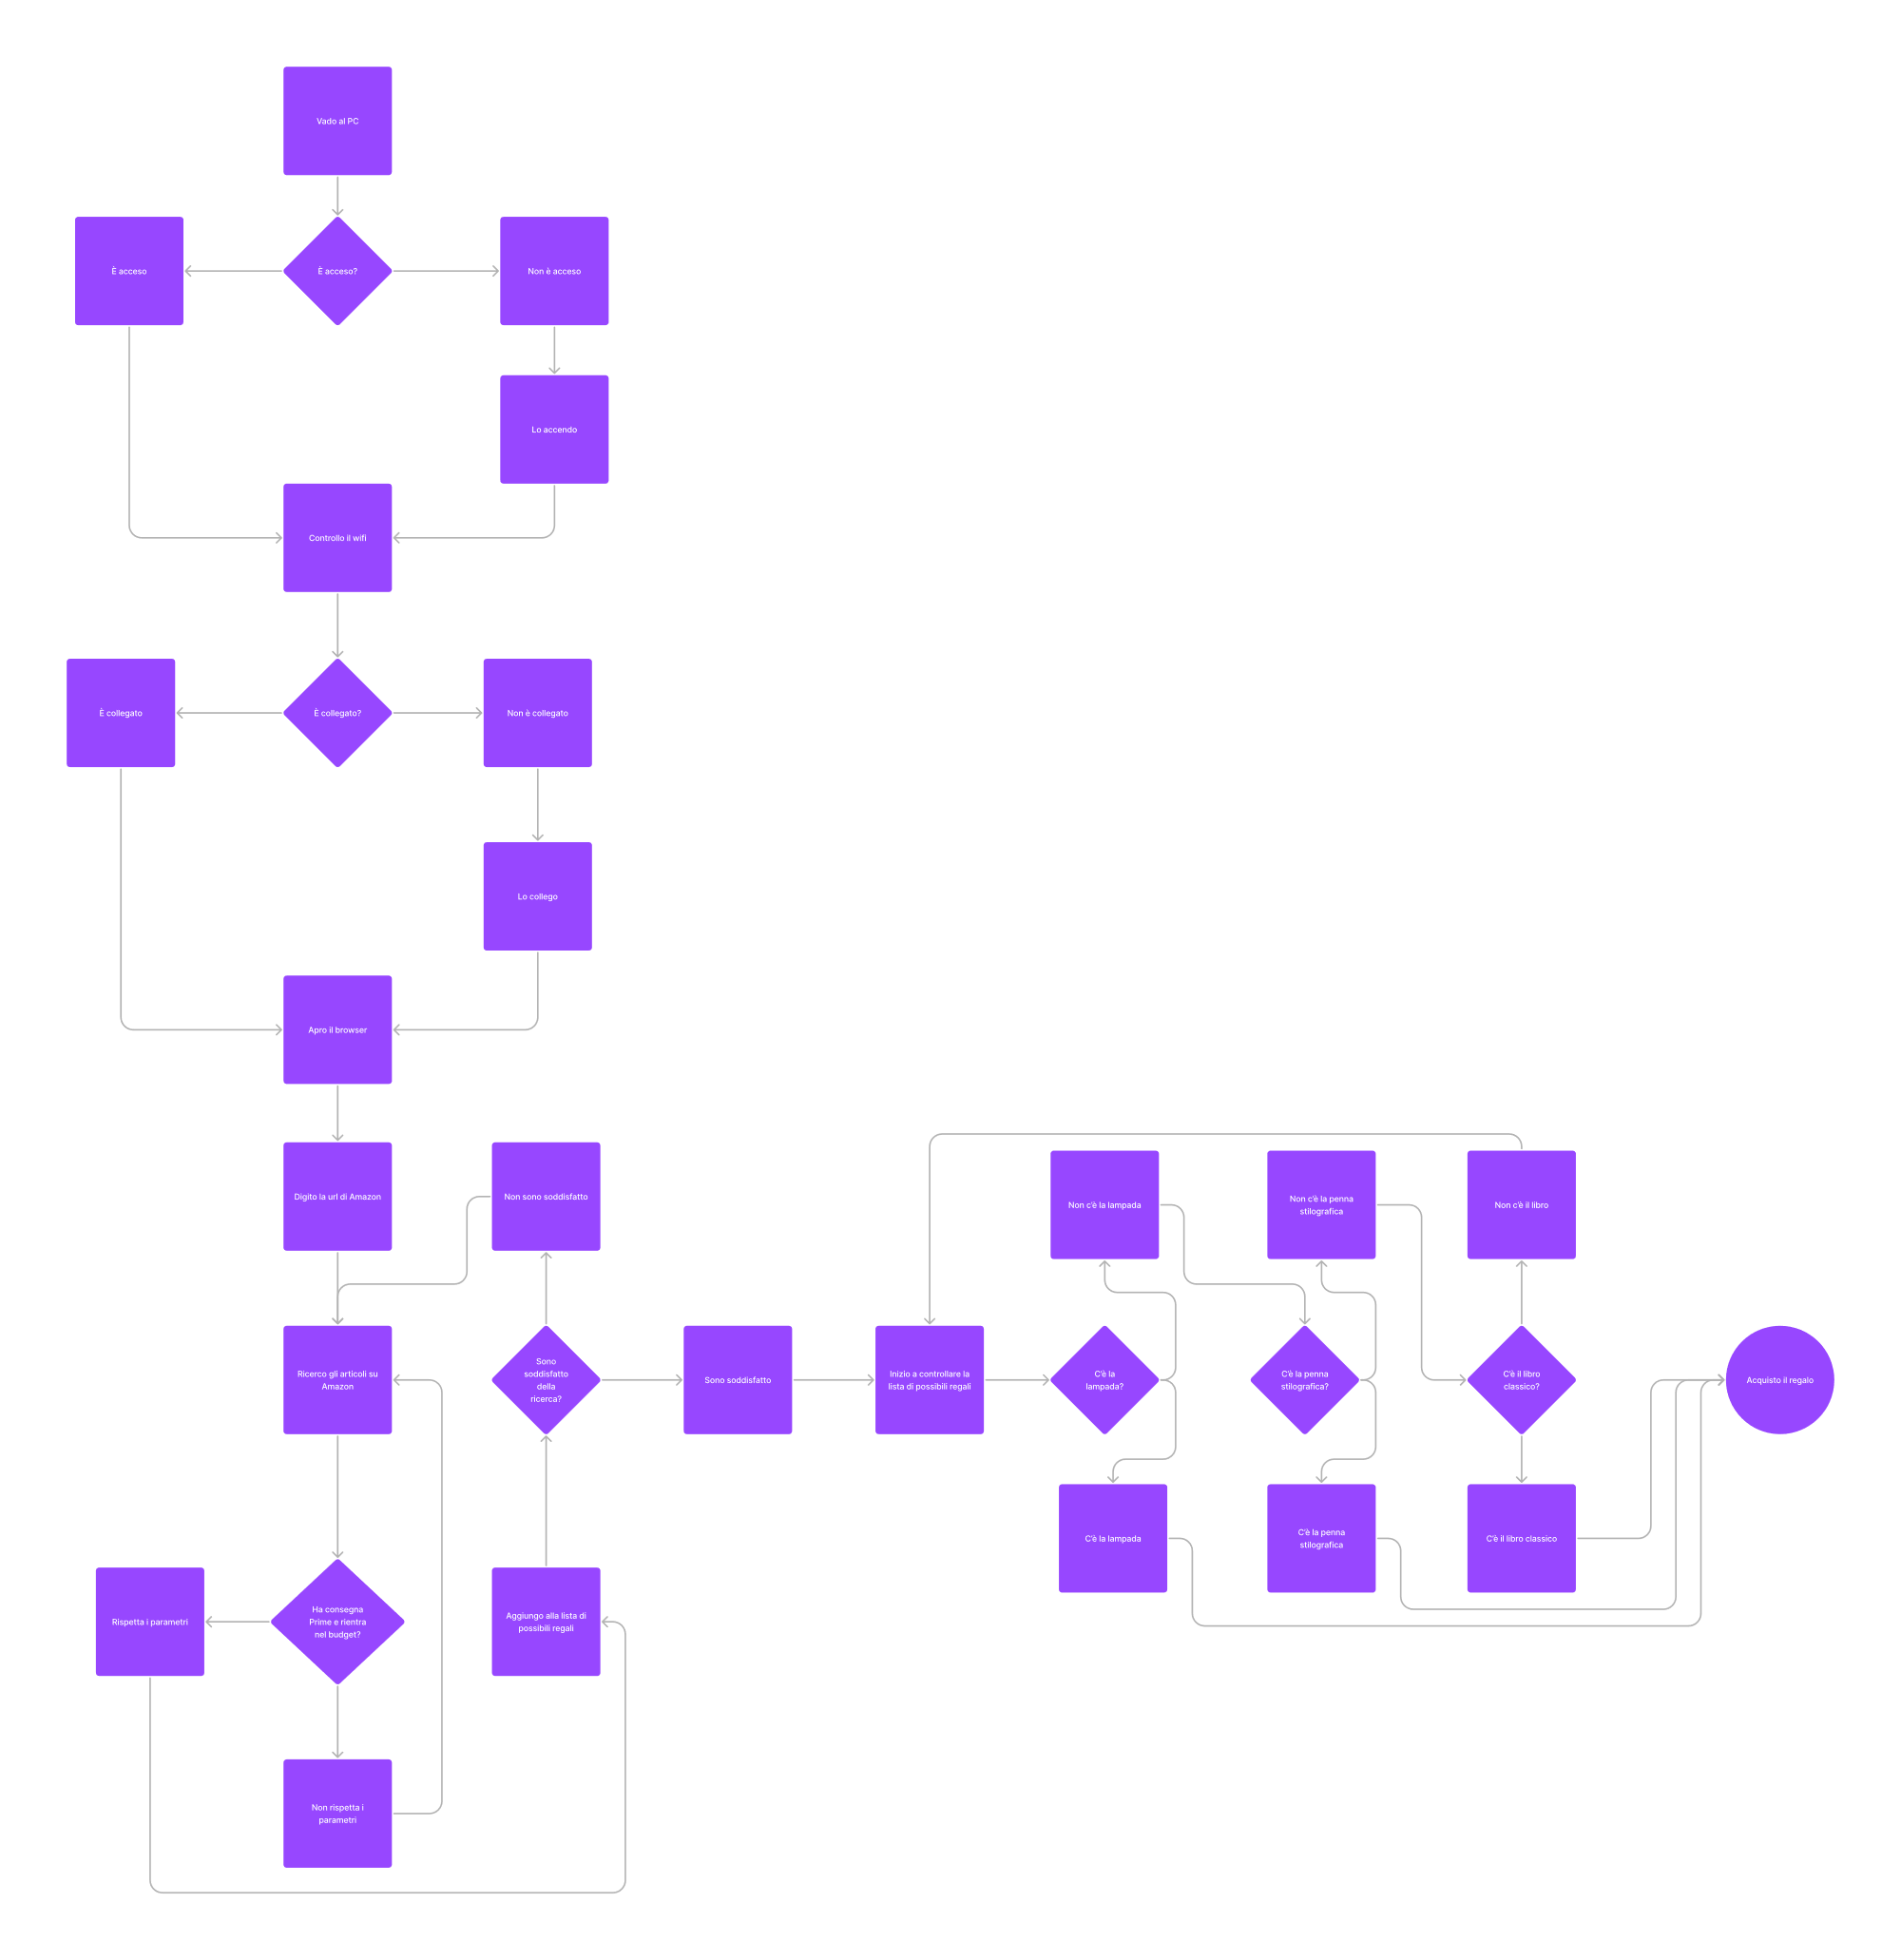 Vado al PC
È acceso
È acceso?
Non è acceso
Lo accendo
Controllo il wifi
È collegato
È collegato?
Non è collegato
Lo collego
Apro il browser
Digito la url di Amazon
Non sono soddisfatto
Non c'è la lampada
Non c'è la penna
stilografica
Non c'è il libro
Ricerco gli articoli su
Amazon
Sono
soddisfatto
della
ricerca?
Sono soddisfatto
Inizio a controllare la
lista di possibili regali
C'è la
lampada?
C'è la penna
stilografica?
C'è il libro
classico?
Acquisto il regalo
C'è la lampada
C'è la penna
stilografica
C'è il libro classico
Rispetta i parametri
Ha consegna
Prime e rientra
nel budget?
Aggiungo alla lista di
possibili regali
Non rispetta i
parametri